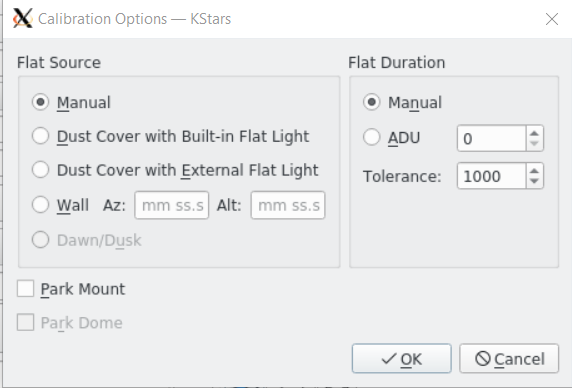 Calibration Options — KStars
Flat Source
Manual
Dust Cover with Built-in Flat Light
Dust Cover with External Flat Light
Wall Az: mm ss.s Alt: mm ss.s
Dawn/Dusk
Flat Duration
Manual
ADU 0
Tolerance: 1000
Park Mount
Park Dome
OK Cancel